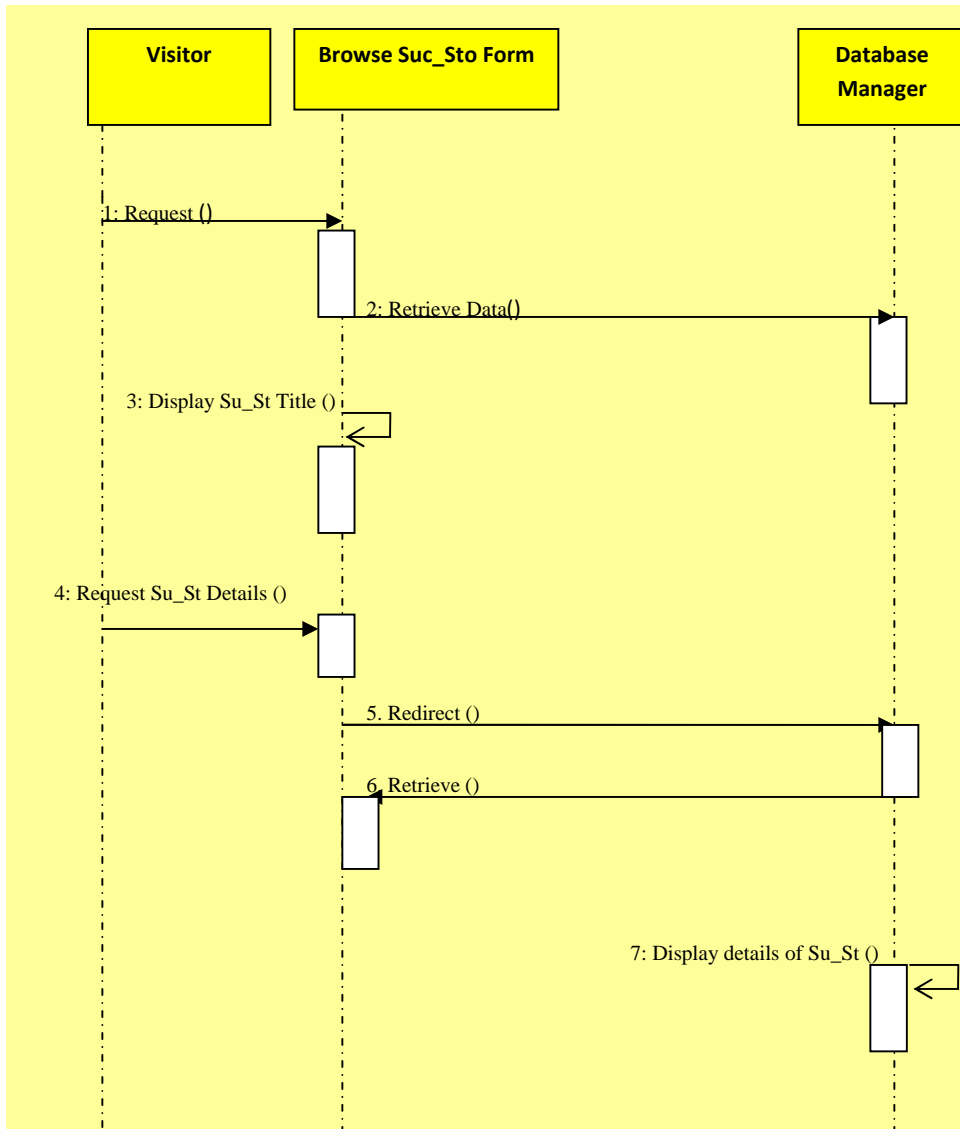 Visitor
Browse Suc_Sto Form
Database
Manager
1: Request ()
2: Retrieve Data()
3: Display Su_St Title ()
4: Request Su_St Details ()
5. Redirect ()
6. Retrieve ()
7: Display details of Su_St ()